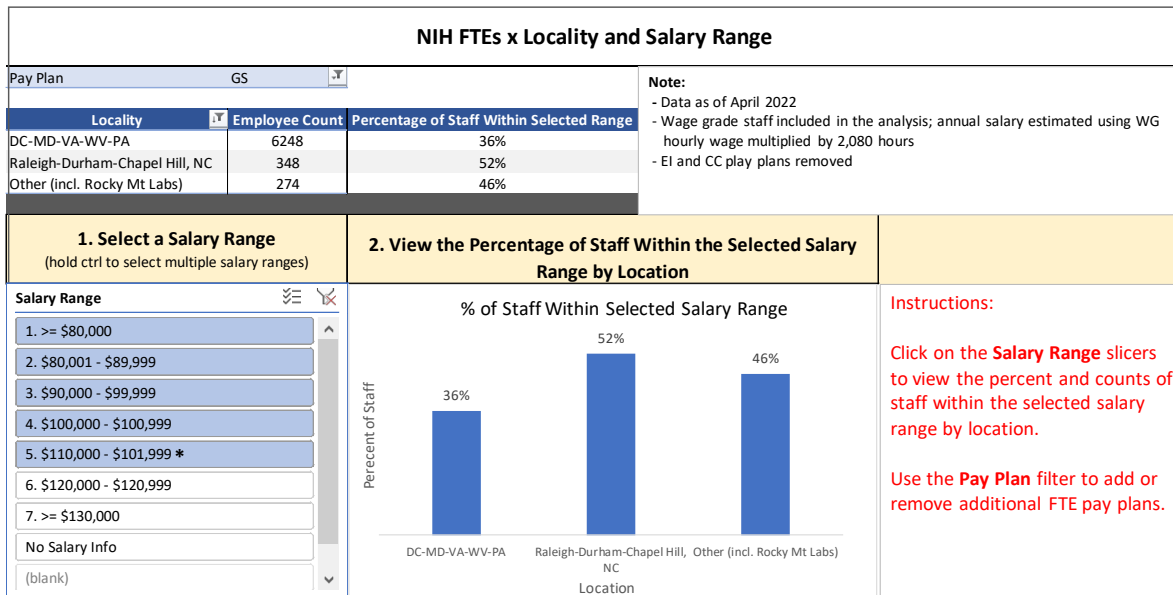 NIH FTEs x Locality and Salary Range
Pay Plan GS
Locality Employee Count Percentage of Staff Within Selected Range
DC-MD-VA-WV-PA 6248 36%
Raleigh-Durham-Chapel Hill, NC 348 52%
Other (incl. Rocky Mt Labs) 274 46%
Note:
- Data as of April 2022
- Wage grade staff included in the analysis; annual salary estimated using WG
hourly wage multiplied by 2,080 hours
- EI and CC play plans removed
1. Select a Salary Range
(hold ctrl to select multiple salary ranges)
2. View the Percentage of Staff Within the Selected Salary
Range by Location
Salary Range
1. >= $80,000
2. $80,001 - $89,999
3. $90,000 - $99,999
4. $100,000 - $100,999
5. $110,000 - $101,999 *
6. $120,000 - $120,999
7. >= $130,000
No Salary Info
(blank)
% of Staff Within Selected Salary Range
52%
46%
36%
Perecent of Staff
DC-MD-VA-WV-PA
Raleigh-Durham-Chapel Hill,
NC
Other (incl. Rocky Mt Labs)
Location
Instructions:
Click on the Salary Range slicers
to view the percent and counts of
staff within the selected salary
range by location.
Use the Pay Plan filter to add or
remove additional FTE pay plans.